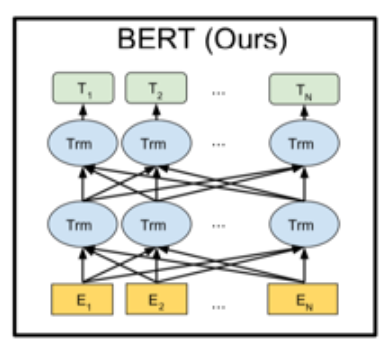 BERT (Ours)
T1 T2 ... TN
Trm Trm ... Trm
Trm Trm ... Trm
E1 E2 ... EN